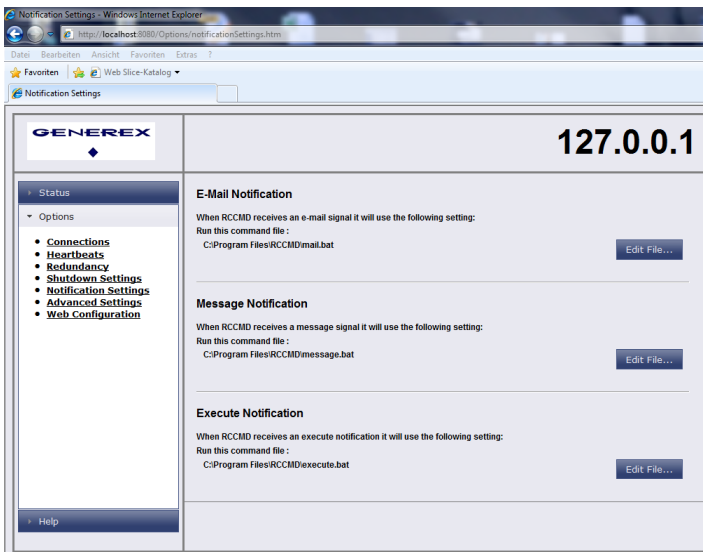 Notification Settings - Windows Internet Explorer
http://localhost:8080/Options/notificationSettings.htm
Datei Bearbeiten Ansicht Favoriten Extras ?
Favoriten Web Slice-Katalog
Notification Settings
GENEREX
127.0.0.1
Status
Options
Connections
Heartbeats
Redundancy
Shutdown Settings
Notification Settings
Advanced Settings
Web Configuration
Help
E-Mail Notification
When RCCMD receives an e-mail signal it will use the following setting:
Run this command file :
C:\Program Files\RCCMD\mail.bat
Edit File...
Message Notification
When RCCMD receives a message signal it will use the following setting:
Run this command file :
C:\Program Files\RCCMD\message.bat
Edit File...
Execute Notification
When RCCMD receives an execute notification it will use the following setting:
Run this command file :
C:\Program Files\RCCMD\execute.bat
Edit File...